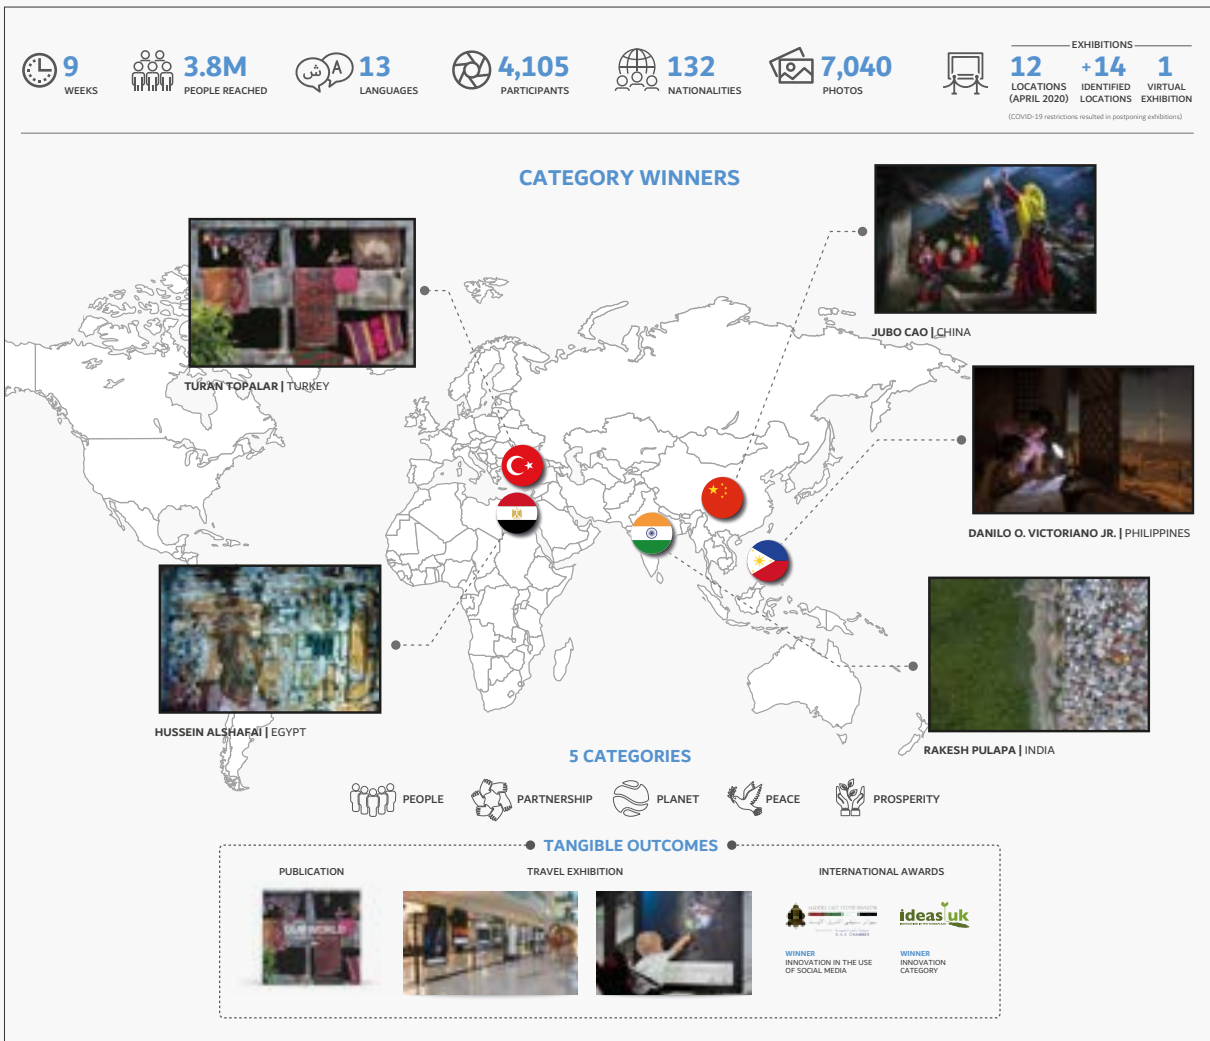 9
WEEKS
3.8M
PEOPLE REACHED
ش A
13
LANGUAGES
4,105
PARTICIPANTS
132
NATIONALITIES
7,040
PHOTOS
EXHIBITIONS
12
LOCATIONS
(APRIL 2020)
+14
IDENTIFIED
LOCATIONS
1
VIRTUAL
EXHIBITION
(COVID-19 restrictions resulted in postponing exhibitions)
CATEGORY WINNERS
JUBO CAO | CHINA
TURAN TOPALAR | TURKEY
DANILO O. VICTORIANO JR. | PHILIPPINES
HUSSEIN ALSHAFAI | EGYPT
RAKESH PULAPA | INDIA
5 CATEGORIES
PEOPLE
PARTNERSHIP
PLANET
PEACE
PROSPERITY
TANGIBLE OUTCOMES
PUBLICATION
TRAVEL EXHIBITION
INTERNATIONAL AWARDS
OUR WORLD
ideas uk
WINNER
INNOVATION IN THE USE
OF SOCIAL MEDIA
WINNER
INNOVATION
CATEGORY